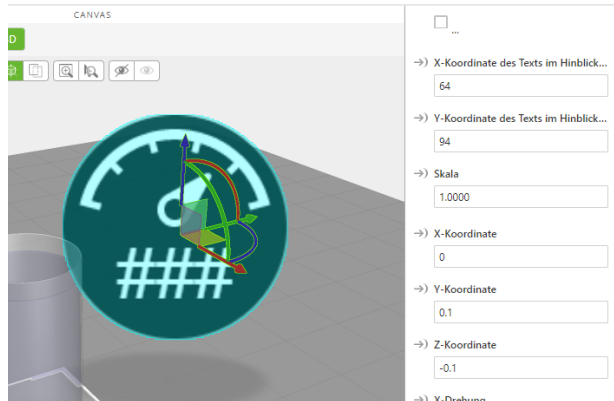 CANVAS
D
...
X-Koordinate des Texts im Hinblick...
64
Y-Koordinate des Texts im Hinblick...
94
Skala
1.0000
X-Koordinate
0
Y-Koordinate
0.1
Z-Koordinate
-0.1
X-Drehung
####